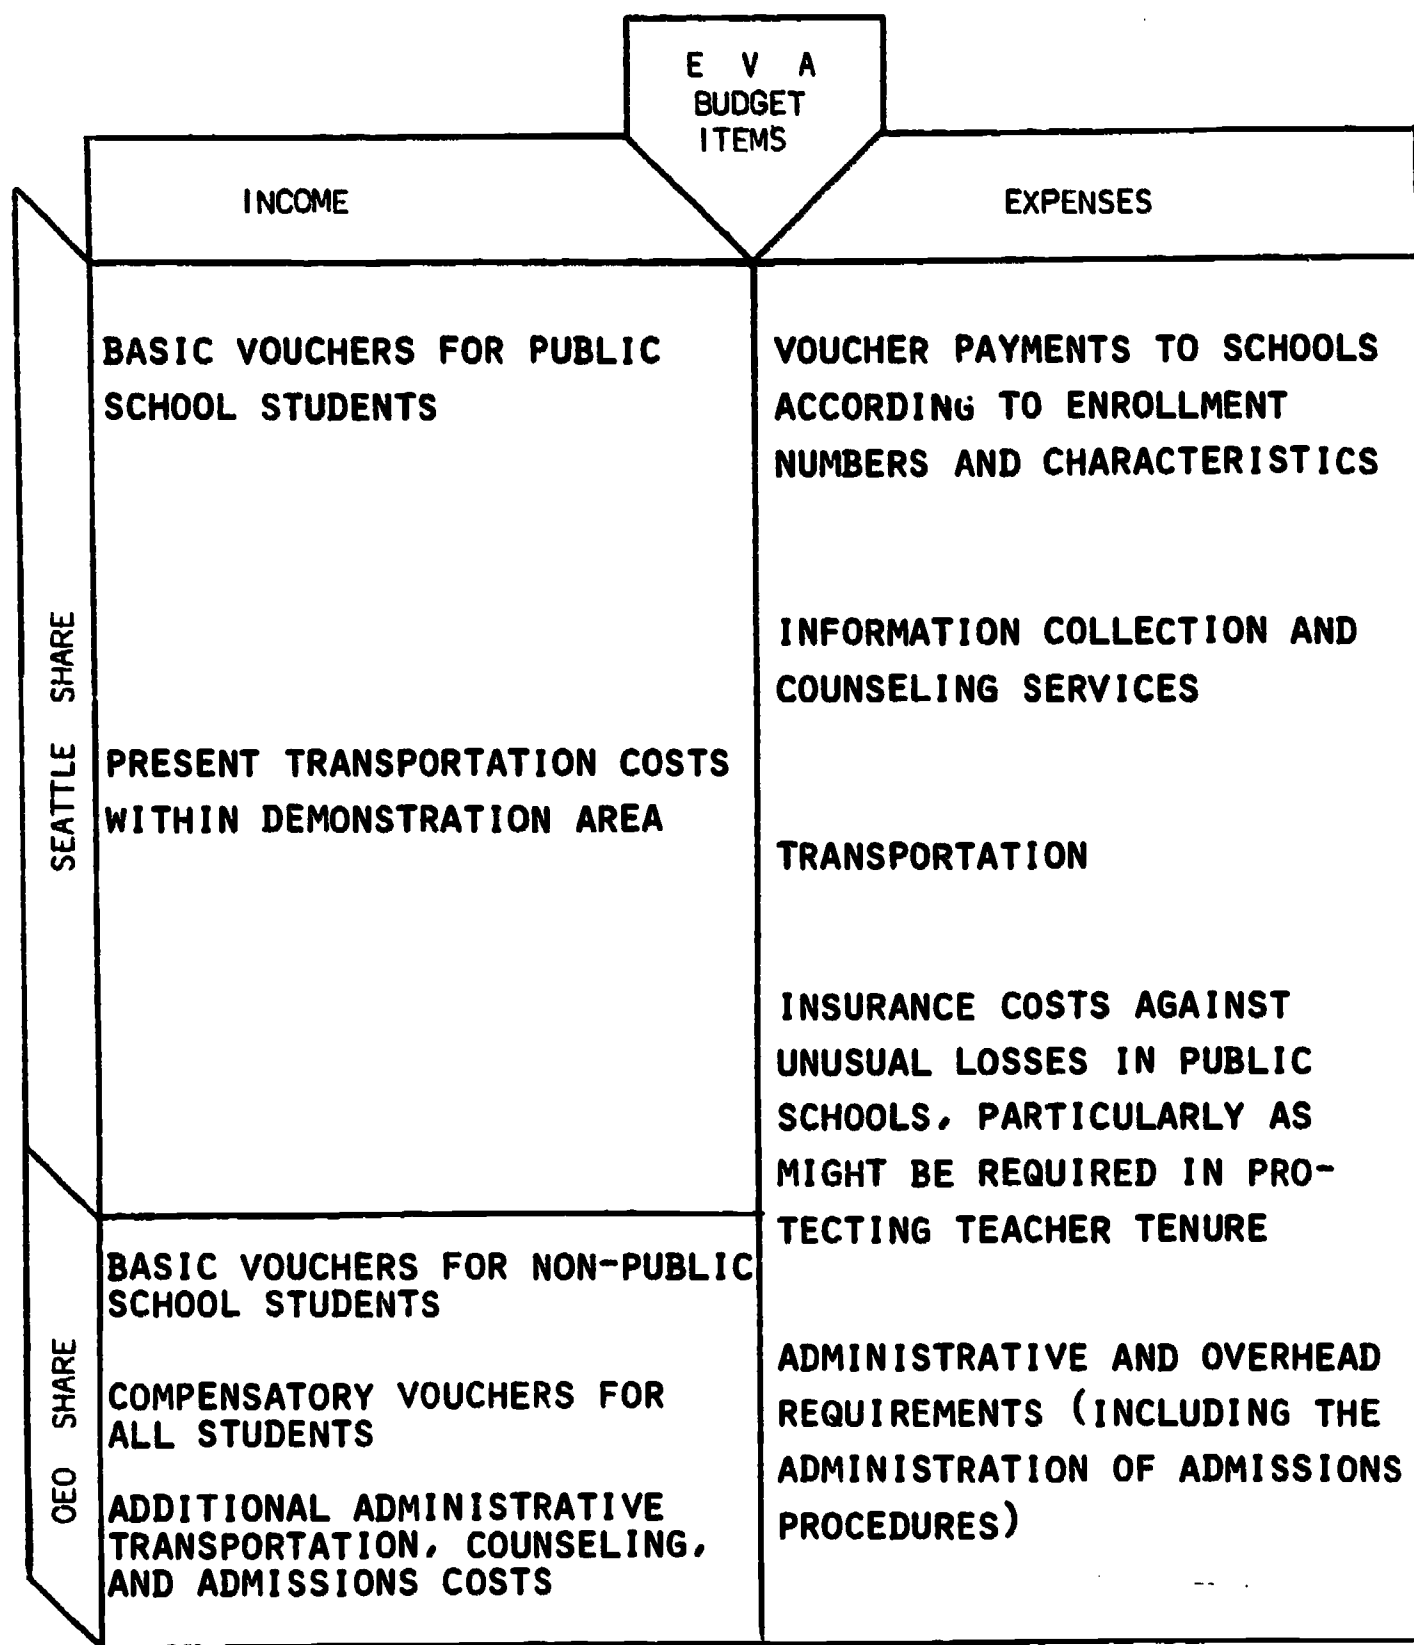 E V A
BUDGET
ITEMS
INCOME
EXPENSES
SEATTLE SHARE
BASIC VOUCHERS FOR PUBLIC
SCHOOL STUDENTS
PRESENT TRANSPORTATION COSTS
WITHIN DEMONSTRATION AREA
OEO SHARE
BASIC VOUCHERS FOR NON-PUBLIC
SCHOOL STUDENTS
COMPENSATORY VOUCHERS FOR
ALL STUDENTS
ADDITIONAL ADMINISTRATIVE
TRANSPORTATION, COUNSELING,
AND ADMISSIONS COSTS
VOUCHER PAYMENTS TO SCHOOLS
ACCORDING TO ENROLLMENT
NUMBERS AND CHARACTERISTICS
INFORMATION COLLECTION AND
COUNSELING SERVICES
TRANSPORTATION
INSURANCE COSTS AGAINST
UNUSUAL LOSSES IN PUBLIC
SCHOOLS, PARTICULARLY AS
MIGHT BE REQUIRED IN PRO-
TECTING TEACHER TENURE
ADMINISTRATIVE AND OVERHEAD
REQUIREMENTS (INCLUDING THE
ADMINISTRATION OF ADMISSIONS
PROCEDURES)